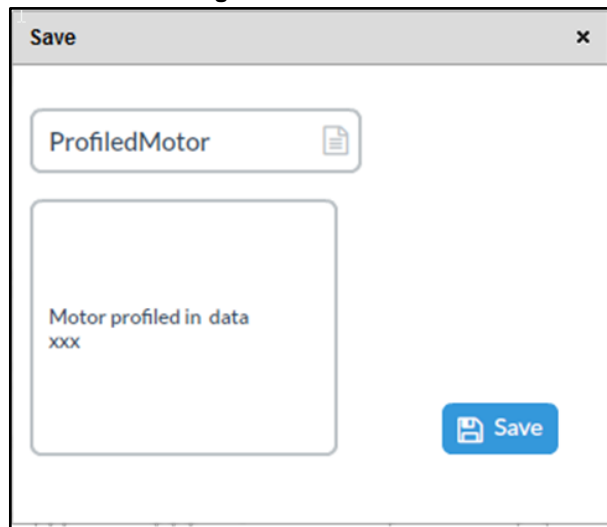 Save
×
ProfiledMotor
Motor profiled in data
xxx
Save